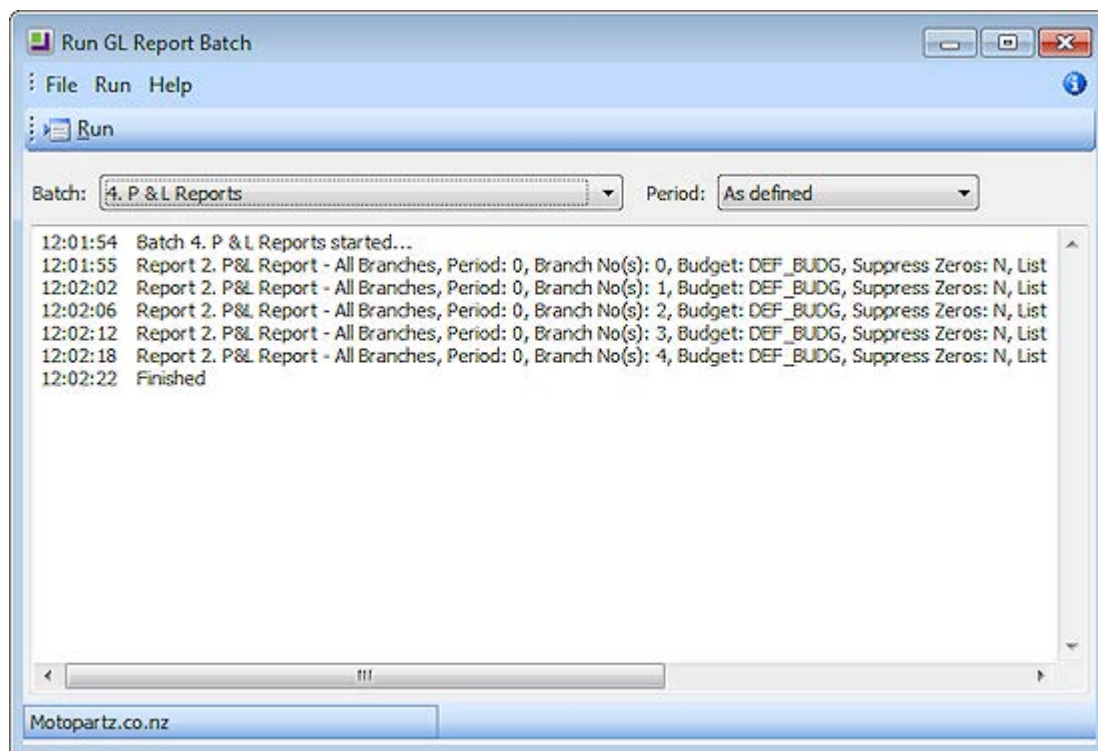 Run GL Report Batch
File Run Help
Run
Batch: 4. P & L Reports Period: As defined
12:01:54 Batch 4. P & L Reports started...
12:01:55 Report 2. P&L Report - All Branches, Period: 0, Branch No(s): 0, Budget: DEF_BUDG, Suppress Zeros: N, List
12:02:02 Report 2. P&L Report - All Branches, Period: 0, Branch No(s): 1, Budget: DEF_BUDG, Suppress Zeros: N, List
12:02:06 Report 2. P&L Report - All Branches, Period: 0, Branch No(s): 2, Budget: DEF_BUDG, Suppress Zeros: N, List
12:02:12 Report 2. P&L Report - All Branches, Period: 0, Branch No(s): 3, Budget: DEF_BUDG, Suppress Zeros: N, List
12:02:18 Report 2. P&L Report - All Branches, Period: 0, Branch No(s): 4, Budget: DEF_BUDG, Suppress Zeros: N, List
12:02:22 Finished
Motopartz.co.nz